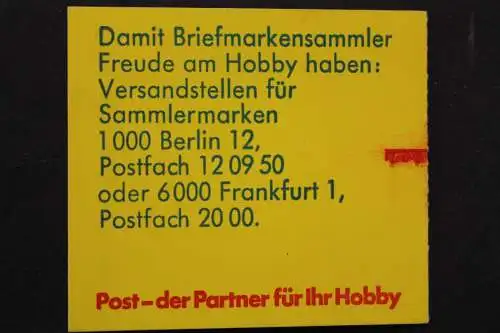 Damit Briefmarkensammler
Freude am Hobby haben:
Versandstellen für
Sammlermarken
1000 Berlin 12,
Postfach 12 09 50
oder 6000 Frankfurt 1,
Postfach 20 00.
Post-der Partner für Ihr Hobby